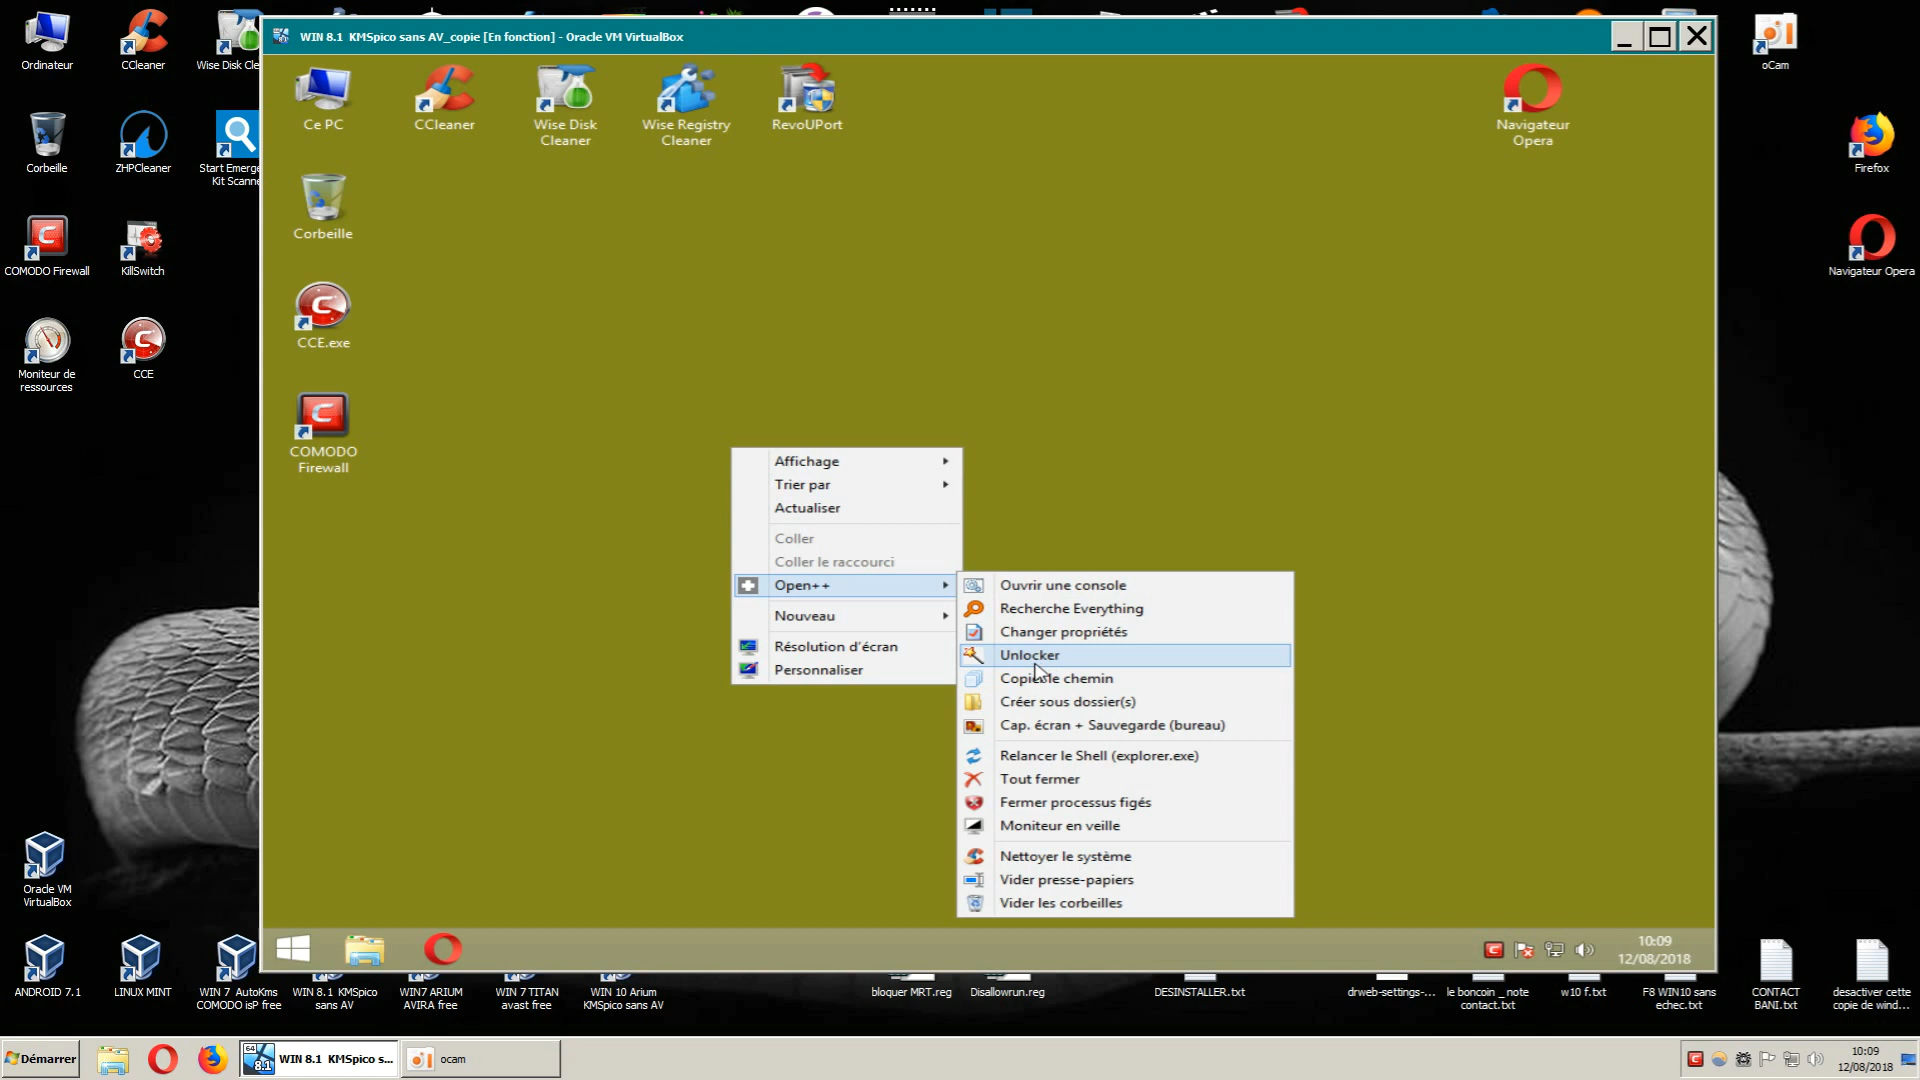 WIN 8.1 KMSpico sans AV_copie [En fonction] - Oracle VM VirtualBox
Ordinateur
CCleaner
Wise Disk Cle
oCam
Corbeille
ZHPCleaner
Start Emerge
Kit Scanne
Firefox
COMODO Firewall
KillSwitch
Navigateur Opera
Moniteur de
ressources
CCE
Oracle VM
VirtualBox
Ce PC
CCleaner
Wise Disk
Cleaner
Wise Registry
Cleaner
RevoUPort
Navigateur
Opera
Corbeille
CCE.exe
COMODO
Firewall
Affichage
Trier par
Actualiser
Coller
Coller le raccourci
Open++
Nouveau
Résolution d'écran
Personnaliser
Ouvrir une console
Recherche Everything
Changer propriétés
Unlocker
Copier le chemin
Créer sous dossier(s)
Cap. écran + Sauvegarde (bureau)
Relancer le Shell (explorer.exe)
Tout fermer
Fermer processus figés
Moniteur en veille
Nettoyer le système
Vider presse-papiers
Vider les corbeilles
10:09
12/08/2018
ANDROID 7.1
LINUX MINT
WIN 7 AutoKms
COMODO isP free
WIN 8.1 KMSpico
sans AV
WIN7 ARIUM
AVIRA free
WIN 7 TITAN
avast free
WIN 10 Arium
KMSpico sans AV
bloquer MRT.reg
Disallowrun.reg
DESINSTALLER.txt
drweb-settings-...
le boncoin _ note
contact.txt
w10 f.txt
F8 WIN10 sans
echec.txt
CONTACT
BANI.txt
desactiver cette
copie de wind...
Démarrer
64
8.1
WIN 8.1 KMSpico s...
ocam
10:09
12/08/2018